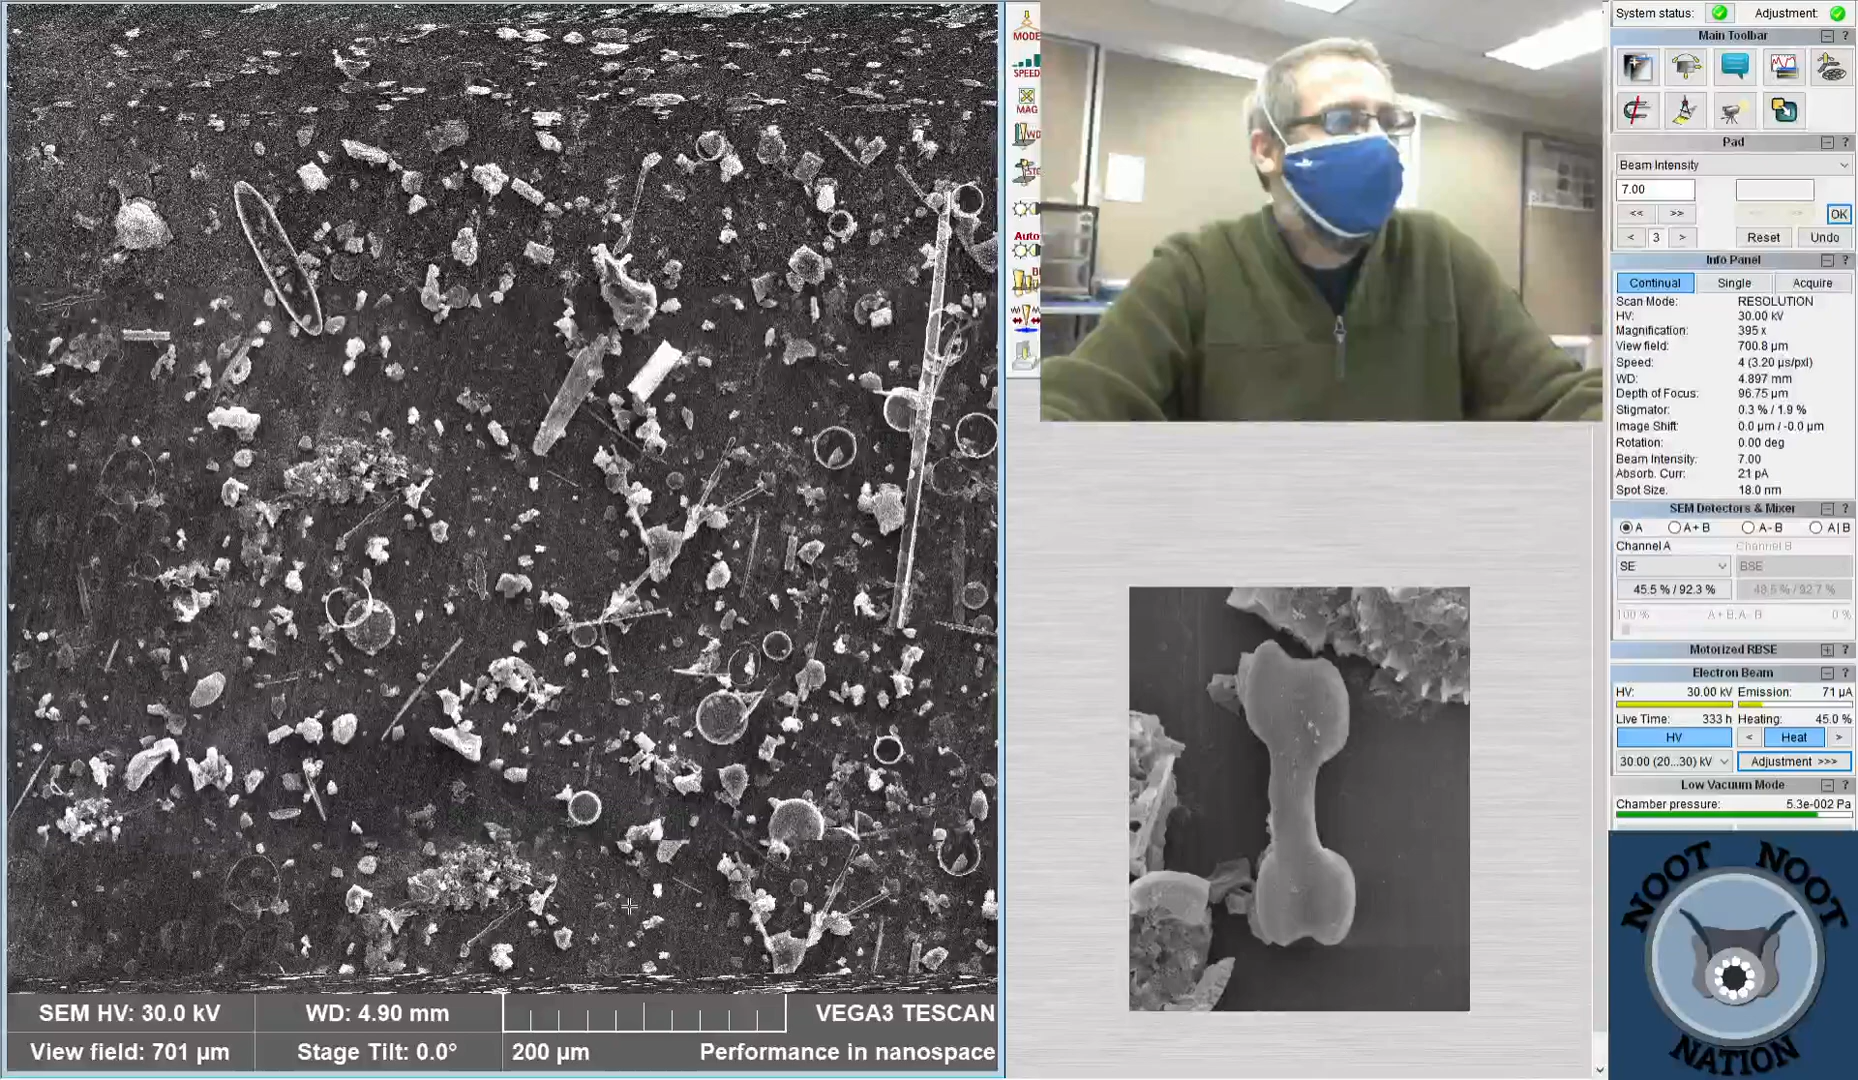 System status: Adjustment:
Main Toolbar
MODE
SPEED
MAG
WD
Auto
Pad
Beam Intensity
7.00
<< >> OK
< 3 > Reset Undo
Info Panel
Continual Single Acquire
Scan Mode: RESOLUTION
HV: 30.00 kV
Magnification: 395 x
View field: 700.8 µm
Speed: 4 (3.20 µs/pxl)
WD: 4.897 mm
Depth of Focus: 96.75 µm
Stigmator: 0.3 % / 1.9 %
Image Shift: 0.0 µm / -0.0 µm
Rotation: 0.00 deg
Beam Intensity: 7.00
Absorb. Curr: 21 pA
Spot Size. 18.0 nm
SEM Detectors & Mixer
A A + B A - B A | B
Channel A Channel B
SE BSE
45.5 % / 92.3 %
100 % A + B, A - B 0 %
Motorized RBSE
Electron Beam
HV: 30.00 kV Emission: 71 µA
Live Time: 333 h Heating: 45.0 %
HV < Heat >
30.00 (20...30) kV Adjustment >>>
Low Vacuum Mode
Chamber pressure: 5.3e-002 Pa
NOOT NOOT
NATION
SEM HV: 30.0 kV WD: 4.90 mm VEGA3 TESCAN
View field: 701 µm Stage Tilt: 0.0° 200 µm Performance in nanospace